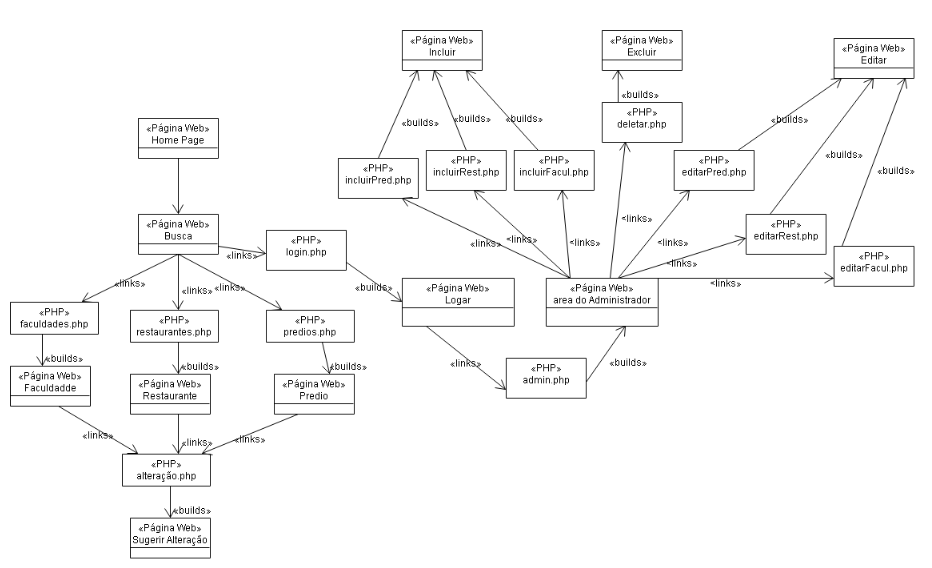 «Página Web»
Incluir
«Página Web»
Excluir
«Página Web»
Editar
«builds»
«builds»
«builds»
«builds»
«builds»
«builds»
«builds»
«PHP»
deletar.php
«Página Web»
Home Page
«PHP»
incluirPred.php
«PHP»
incluirRest.php
«PHP»
incluirFacul.php
«PHP»
editarPred.php
«PHP»
editarRest.php
«PHP»
editarFacul.php
«links»
«links»
«links»
«links»
«links»
«links»
«links»
«Página Web»
Busca
«links»
«PHP»
login.php
«builds»
«Página Web»
Logar
«Página Web»
area do Administrador
«links»
«links»
«links»
«PHP»
faculdades.php
«PHP»
restaurantes.php
«PHP»
predios.php
«links»
«PHP»
admin.php
«builds»
«builds»
«builds»
«builds»
«Página Web»
Faculdadde
«Página Web»
Restaurante
«Página Web»
Predio
«links»
«links»
«links»
«PHP»
alteração.php
«builds»
«Página Web»
Sugerir Alteração